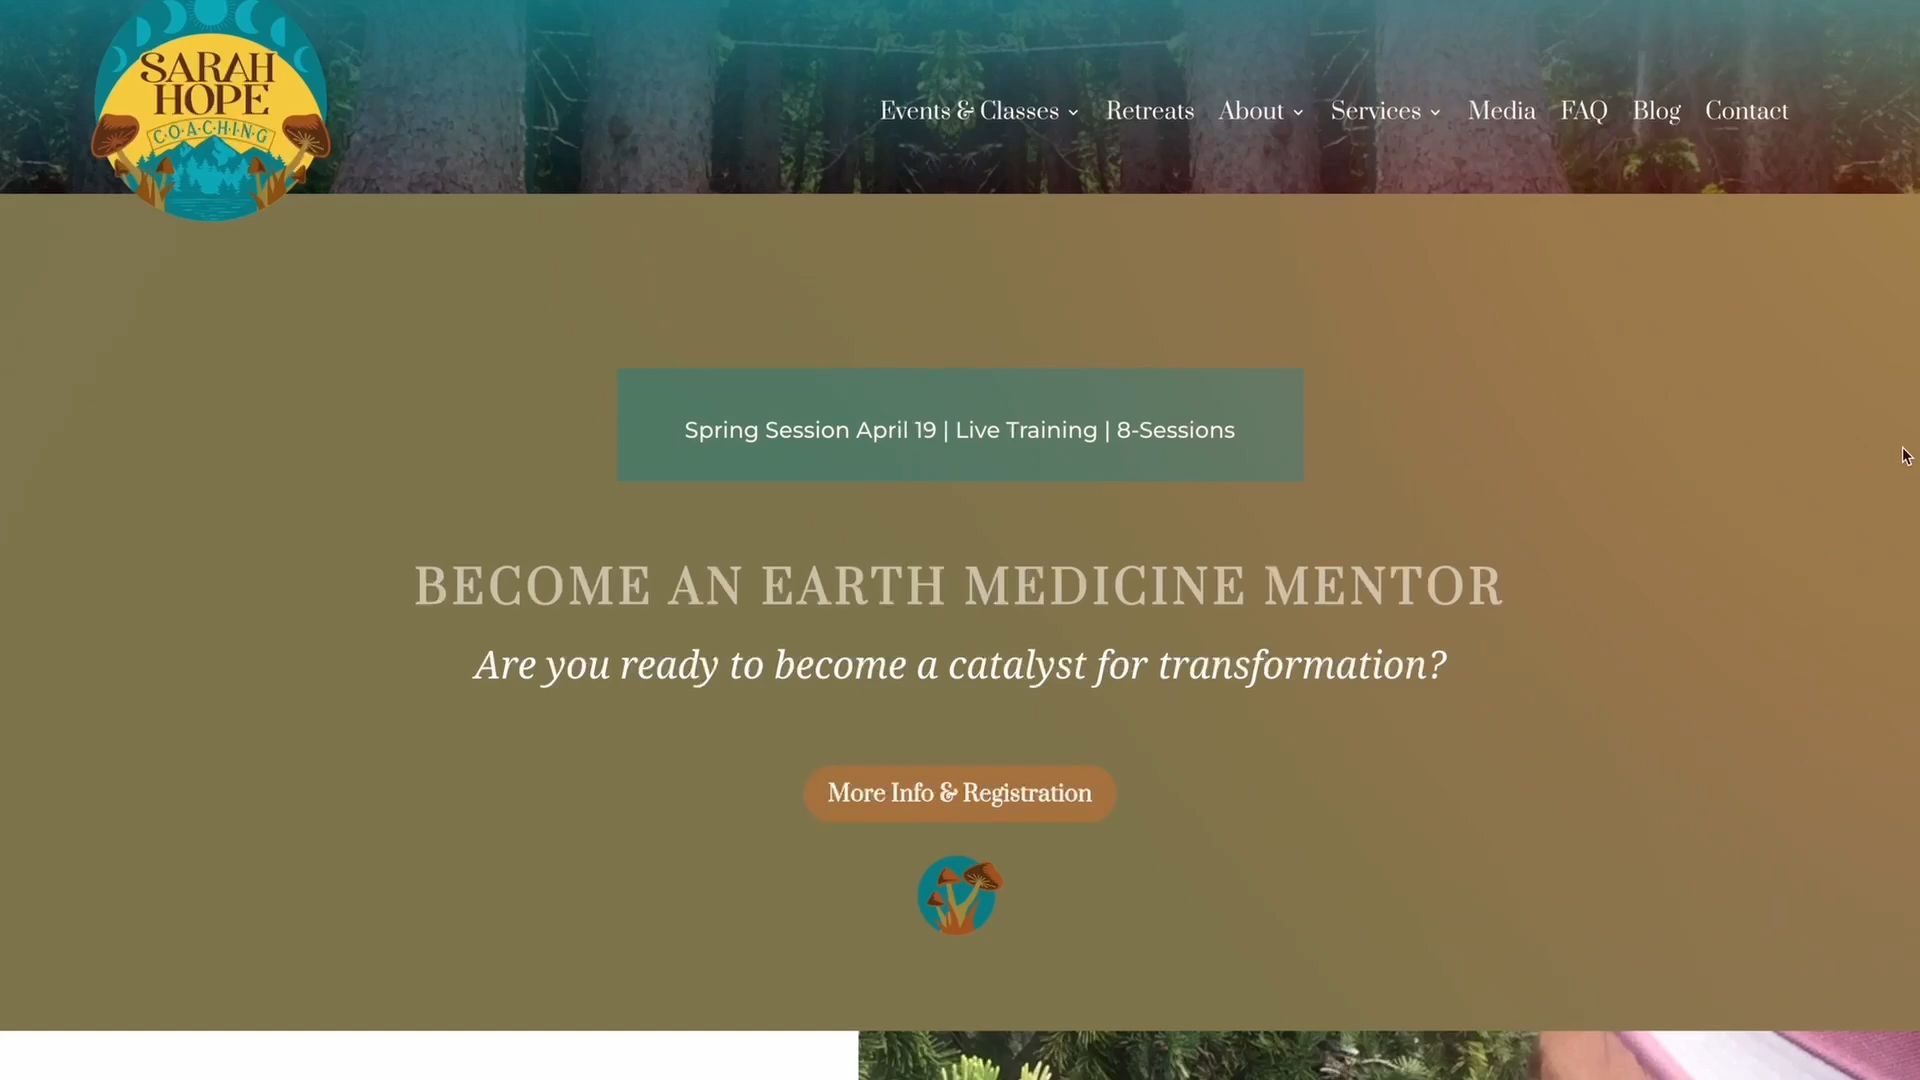 SARAH
HOPE
COACHING
Events & Classes Retreats About Services Media FAQ Blog Contact
Spring Session April 19 | Live Training | 8-Sessions
BECOME AN EARTH MEDICINE MENTOR
Are you ready to become a catalyst for transformation?
More Info & Registration